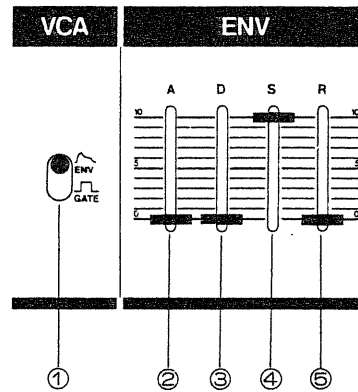 VCA ENV
A D S R
10 10
ENV 5 5
GATE
0 0
① ② ③ ④ ⑤